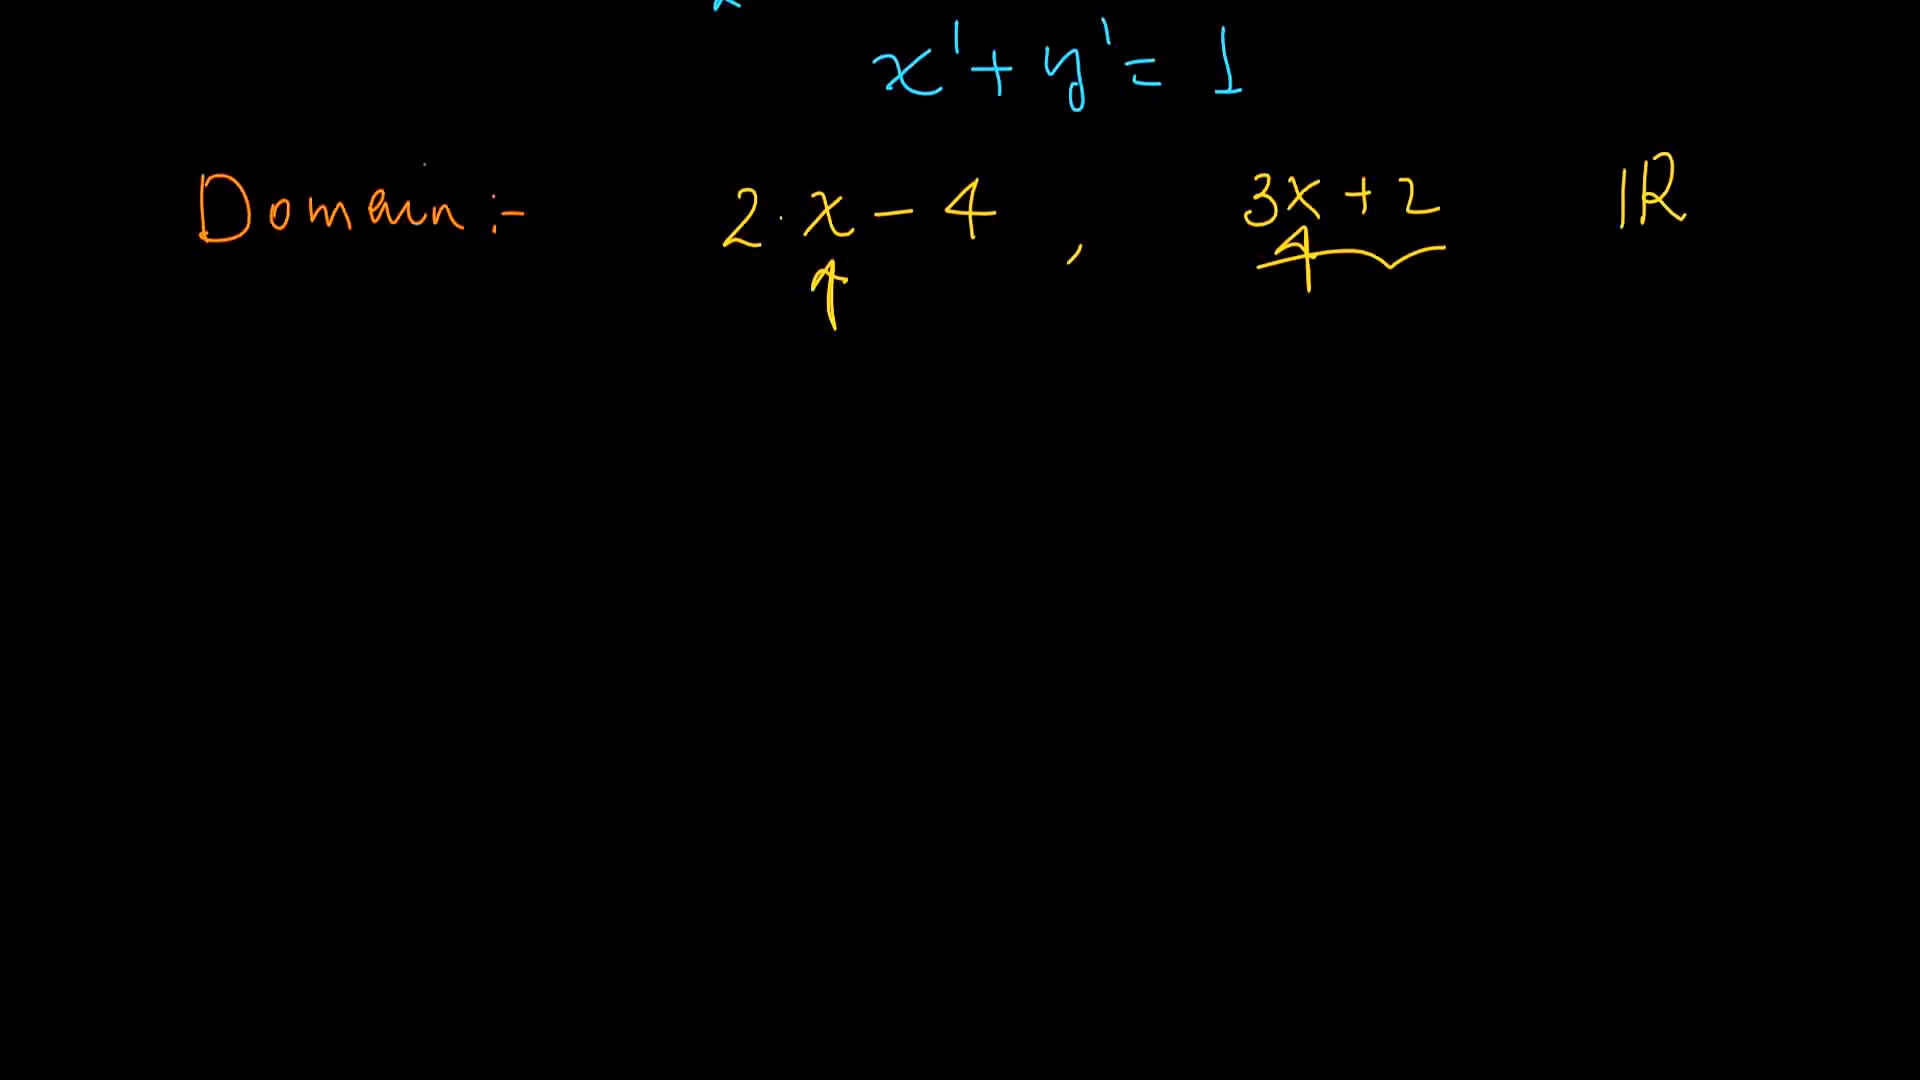 x' + y' = 1
Domain :- 2·x - 4 , 3x + 2 ℝ